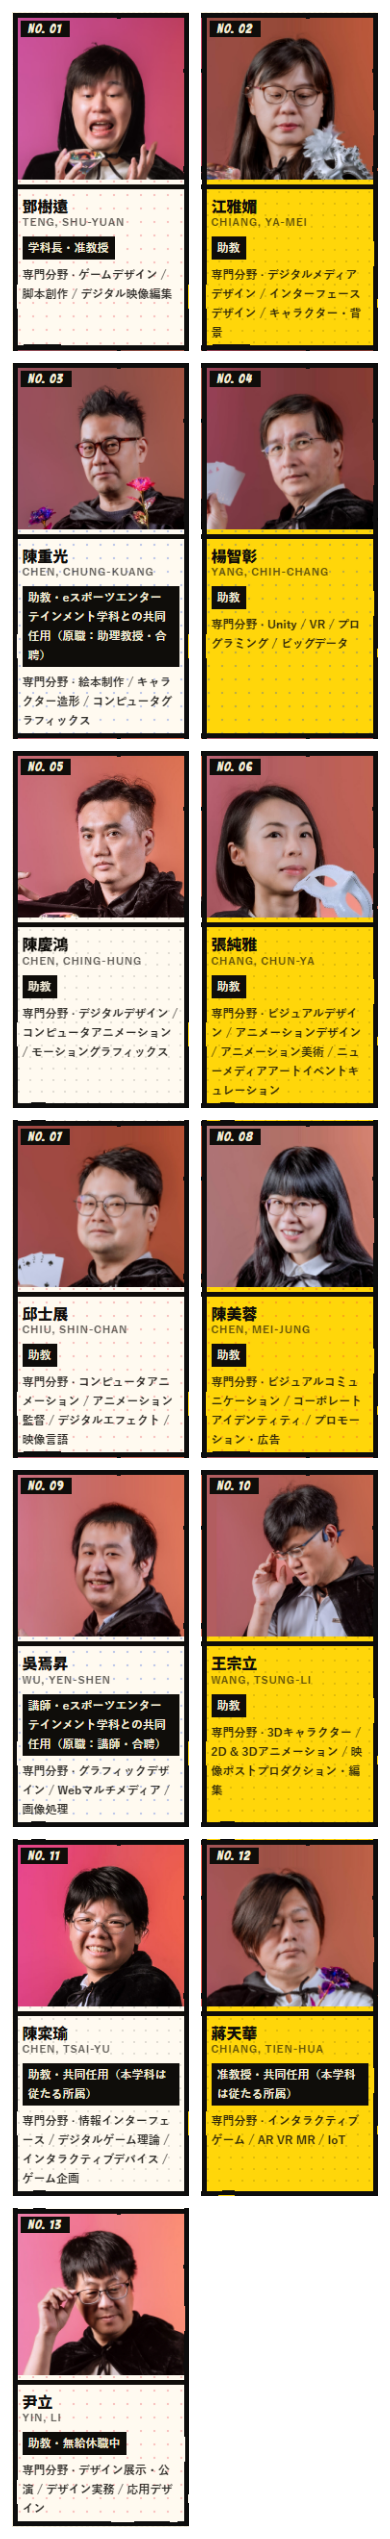 NO. 01
鄧樹遠
TENG, SHU-YUAN
学科長・准教授
専門分野・ゲームデザイン /
脚本創作 / デジタル映像編集
NO. 02
江雅媚
CHIANG, YA-MEI
助教
専門分野・デジタルメディア
デザイン / インターフェース
デザイン / キャラクター・背
景
NO. 03
陳重光
CHEN, CHUNG-KUANG
助教・eスポーツエンター
テインメント学科との共同
任用（原職：助理教授・合
聘）
専門分野・絵本制作 / キャラ
クター造形 / コンピュータグ
ラフィックス
NO. 04
楊智彰
YANG, CHIH-CHANG
助教
専門分野・Unity / VR / プロ
グラミング / ビッグデータ
NO. 05
陳慶鴻
CHEN, CHING-HUNG
助教
専門分野・デジタルデザイン /
コンピュータアニメーション
/ モーショングラフィックス
NO. 06
張純雅
CHANG, CHUN-YA
助教
専門分野・ビジュアルデザイ
ン / アニメーションデザイン
/ アニメーション美術 / ニュ
ーメディアアートイベントキ
ュレーション
NO. 07
邱士展
CHIU, SHIN-CHAN
助教
専門分野・コンピュータアニ
メーション / アニメーション
監督 / デジタルエフェクト /
映像言語
NO. 08
陳美蓉
CHEN, MEI-JUNG
助教
専門分野・ビジュアルコミュ
ニケーション / コーポレート
アイデンティティ / プロモー
ション・広告
NO. 09
吳焉昇
WU, YEN-SHEN
講師・eスポーツエンター
テインメント学科との共同
任用（原職：講師・合聘）
専門分野・グラフィックデザ
イン / Webマルチメディア /
画像処理
NO. 10
王宗立
WANG, TSUNG-LI
助教
専門分野・3Dキャラクター /
2D & 3Dアニメーション / 映
像ポストプロダクション・編
集
NO. 11
陳寀瑜
CHEN, TSAI-YU
助教・共同任用（本学科は
従たる所属）
専門分野・情報インターフェ
ース / デジタルゲーム理論 /
インタラクティブデバイス /
ゲーム企画
NO. 12
蔣天華
CHIANG, TIEN-HUA
准教授・共同任用（本学科
は従たる所属）
専門分野・インタラクティブ
ゲーム / AR VR MR / IoT
NO. 13
尹立
YIN, LI
助教・無給休職中
専門分野・デザイン展示・公
演 / デザイン実務 / 応用デザ
イン